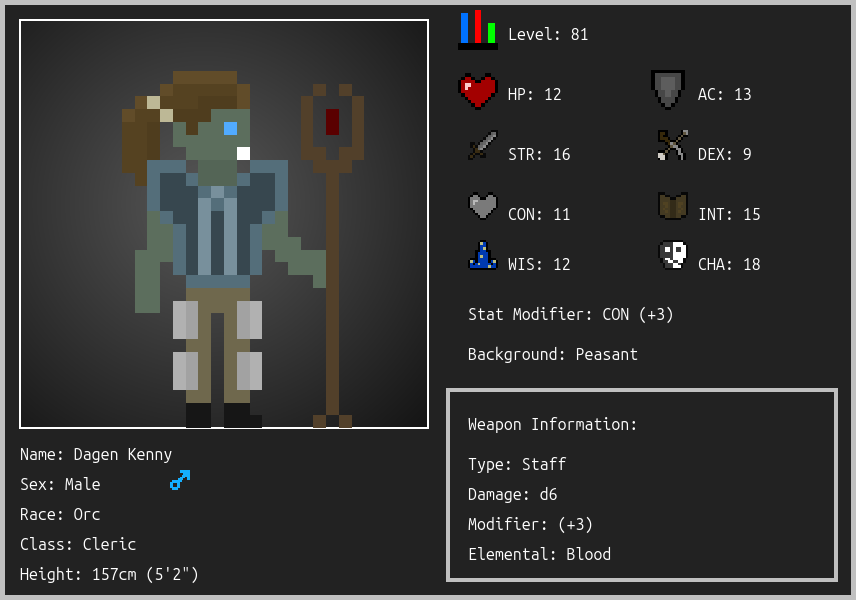 Level: 81
HP: 12
AC: 13
STR: 16
DEX: 9
CON: 11
INT: 15
WIS: 12
CHA: 18
Stat Modifier: CON (+3)
Background: Peasant
Weapon Information:
Type: Staff
Damage: d6
Modifier: (+3)
Elemental: Blood
Name: Dagen Kenny
Sex: Male
Race: Orc
Class: Cleric
Height: 157cm (5'2")